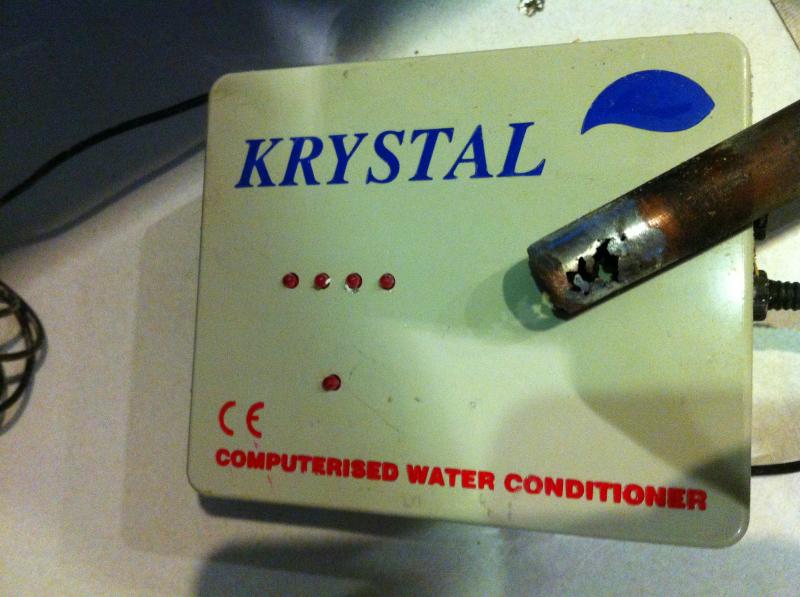 KRYSTAL
CE
COMPUTERISED WATER CONDITIONER